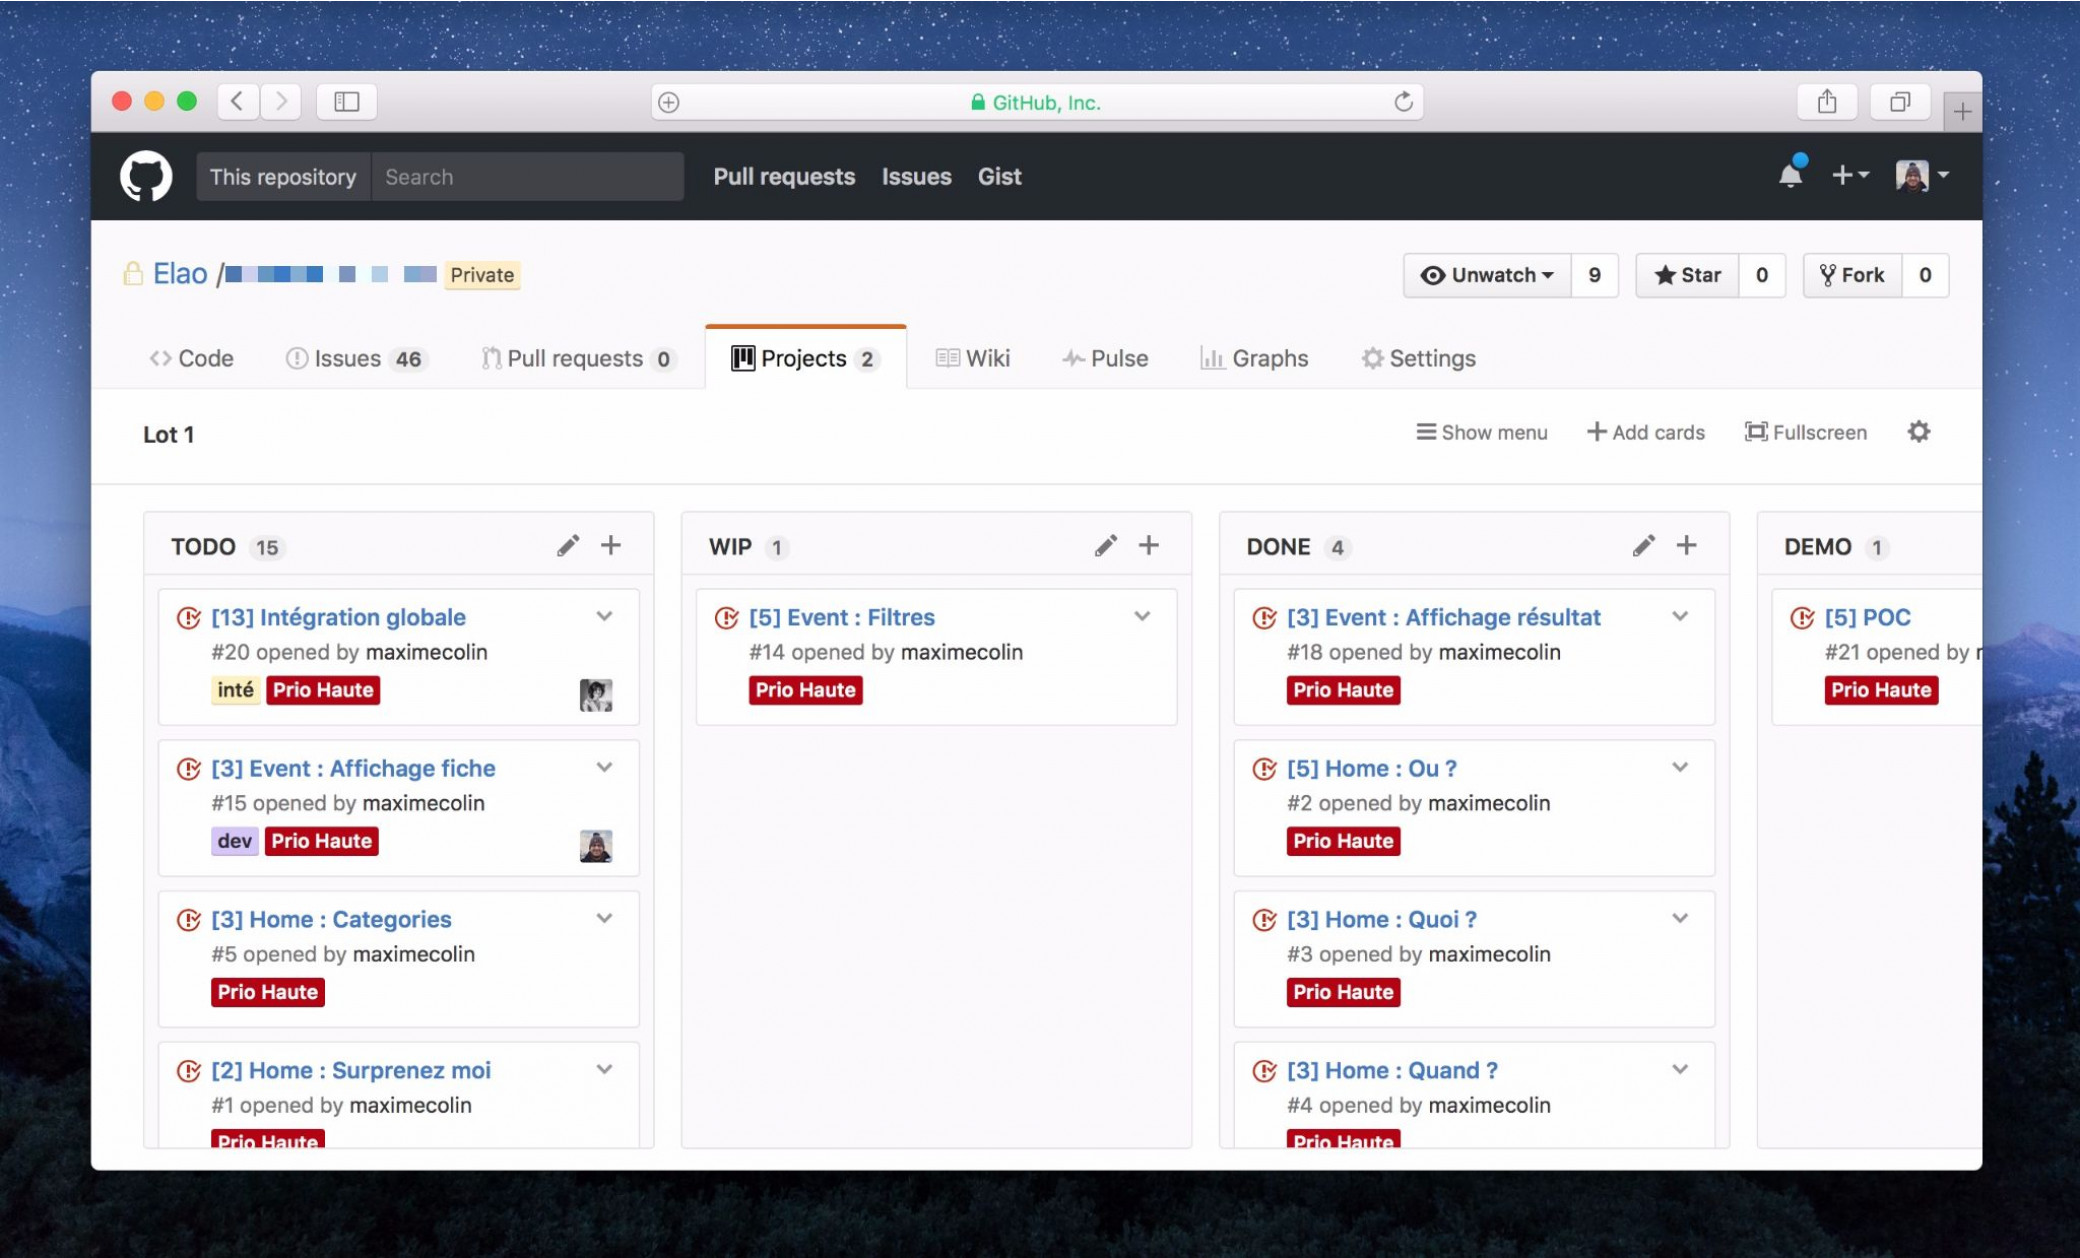 GitHub, Inc.
This repository Search Pull requests Issues Gist
Elao / Private Unwatch 9 Star 0 Fork 0
Code Issues 46 Pull requests 0 Projects 2 Wiki Pulse Graphs Settings
Lot 1 Show menu Add cards Fullscreen
TODO 15
[13] Intégration globale
#20 opened by maximecolin
inté Prio Haute
[3] Event : Affichage fiche
#15 opened by maximecolin
dev Prio Haute
[3] Home : Categories
#5 opened by maximecolin
Prio Haute
[2] Home : Surprenez moi
#1 opened by maximecolin
Prio Haute
WIP 1
[5] Event : Filtres
#14 opened by maximecolin
Prio Haute
DONE 4
[3] Event : Affichage résultat
#18 opened by maximecolin
Prio Haute
[5] Home : Ou ?
#2 opened by maximecolin
Prio Haute
[3] Home : Quoi ?
#3 opened by maximecolin
Prio Haute
[3] Home : Quand ?
#4 opened by maximecolin
Prio Haute
DEMO 1
[5] POC
#21 opened by
Prio Haute